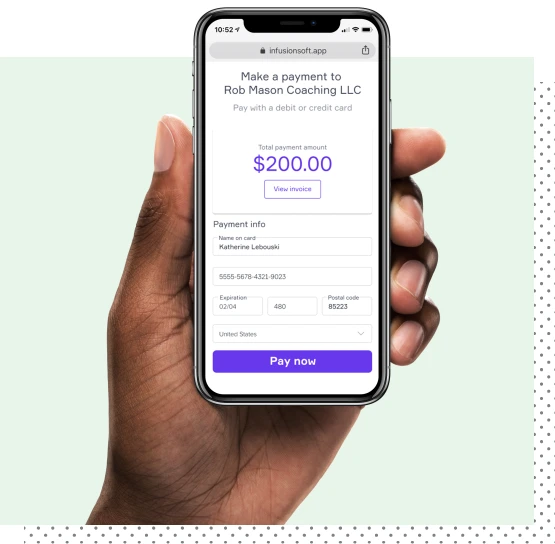 10:52
infusionsoft.app
Make a payment to
Rob Mason Coaching LLC
Pay with a debit or credit card
Total payment amount
$200.00
View invoice
Payment info
Name on card
Katherine Lebouski
5555-5678-4321-9023
Expiration
02/04
480
Postal code
85223
United States
Pay now